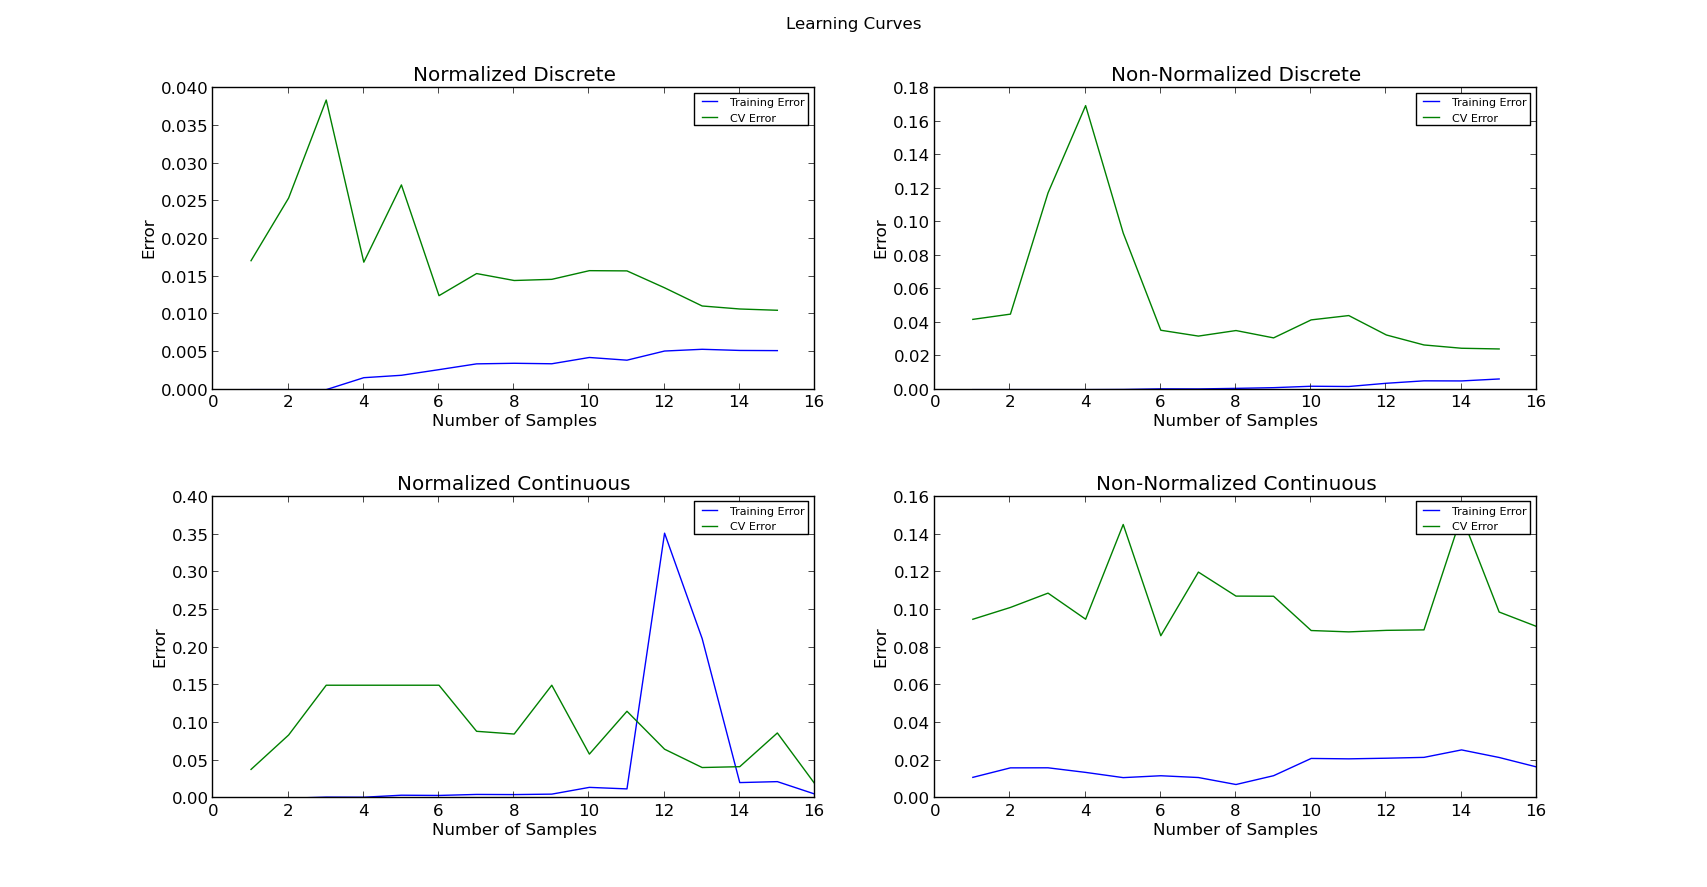 Learning Curves
Normalized Discrete
0.040
0.035
0.030
0.025
0.020
0.015
0.010
0.005
0.000
Error
0 2 4 6 8 10 12 14 16
Number of Samples
Training Error
CV Error
Non-Normalized Discrete
0.18
0.16
0.14
0.12
0.10
0.08
0.06
0.04
0.02
0.00
Error
0 2 4 6 8 10 12 14 16
Number of Samples
Training Error
CV Error
Normalized Continuous
0.40
0.35
0.30
0.25
0.20
0.15
0.10
0.05
0.00
Error
0 2 4 6 8 10 12 14 16
Number of Samples
Training Error
CV Error
Non-Normalized Continuous
0.16
0.14
0.12
0.10
0.08
0.06
0.04
0.02
0.00
Error
0 2 4 6 8 10 12 14 16
Number of Samples
Training Error
CV Error